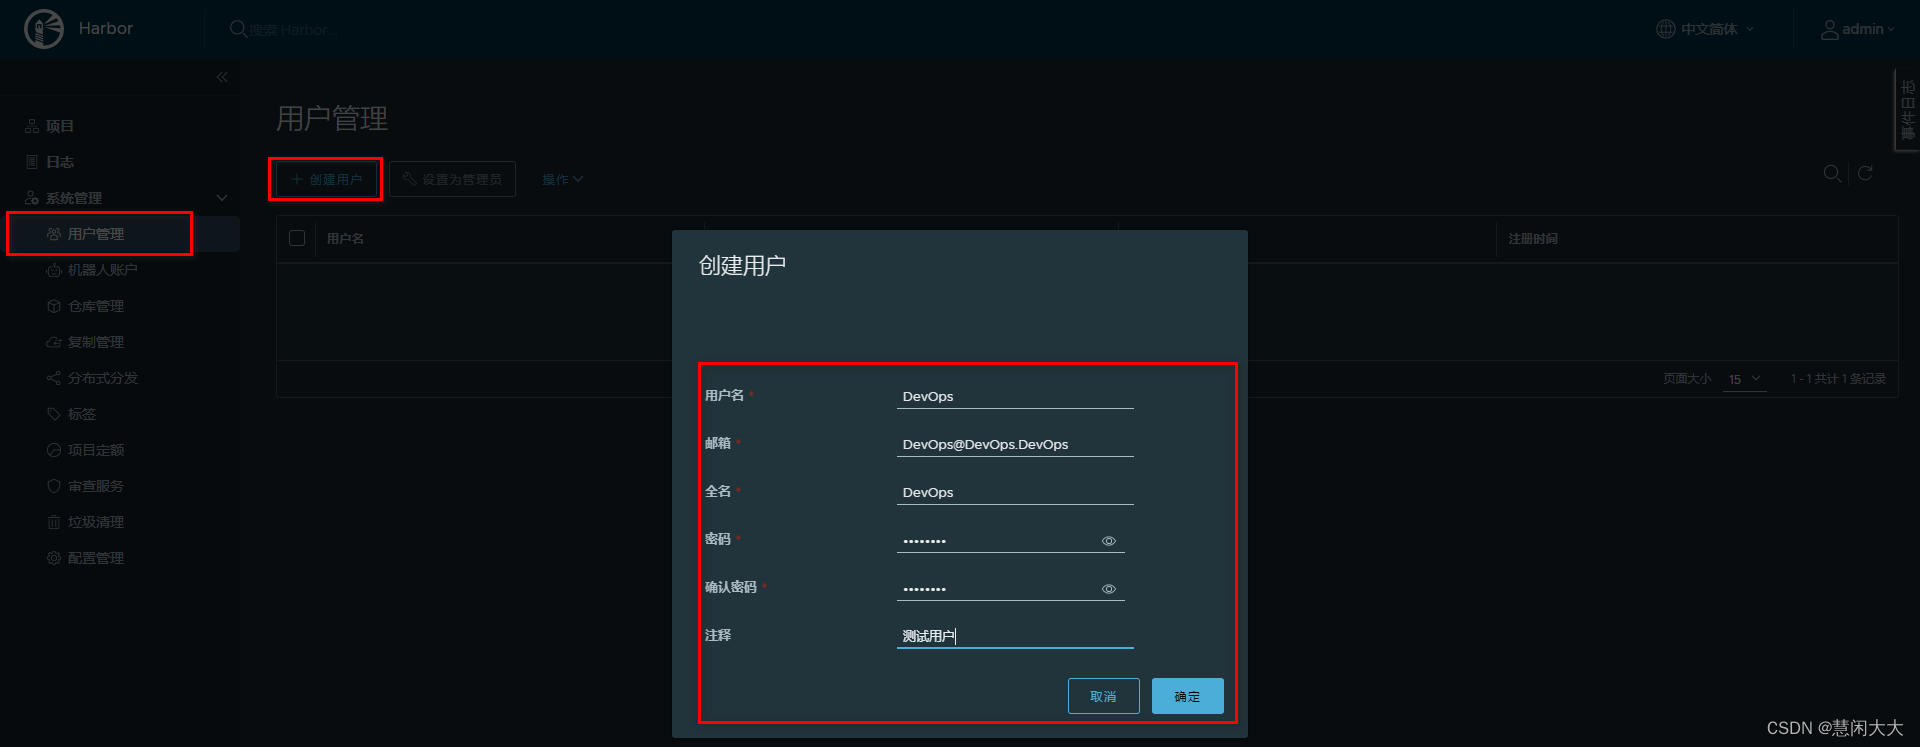 Harbor
搜索 Harbor...
中文简体
admin
事件日志
项目
日志
系统管理
用户管理
机器人账户
仓库管理
复制管理
分布式分发
标签
项目定额
审查服务
垃圾清理
配置管理
用户管理
创建用户
设置为管理员
操作
用户名
注册时间
页面大小 15
1 - 1 共计 1 条记录
创建用户
用户名 * DevOps
邮箱 * DevOps@DevOps.DevOps
全名 * DevOps
密码 * ••••••••
确认密码 * ••••••••
注释 测试用户
取消
确定
CSDN @慧闲大大